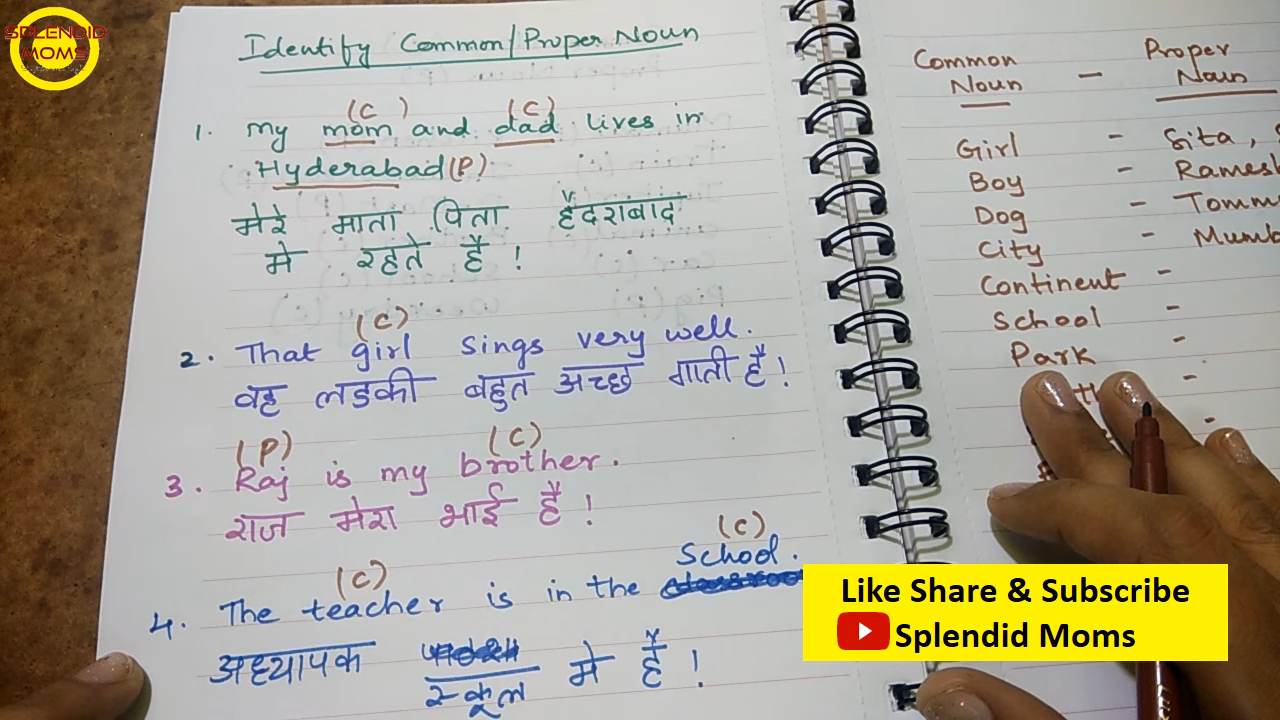 SPLENDID
MOMS
Identify Common/Proper Noun
(C) (C)
1. My mom and dad lives in
Hyderabad (P)
मेरे माता पिता हैदराबाद
मे रहते है !
(C)
2. That girl sings very well.
वह लडकी बहुत अच्छे गाती है !
(P) (C)
3. Raj is my brother.
राज मेरा भाई है !
(C)
School.
(C)
4. The teacher is in the
अध्यापक मे है !
स्कूल
Common Noun - Proper Noun
Girl - Sita,
Boy - Ramesh
Dog -
City -
Continent -
School -
Park -
-
-
Like Share & Subscribe
Splendid Moms